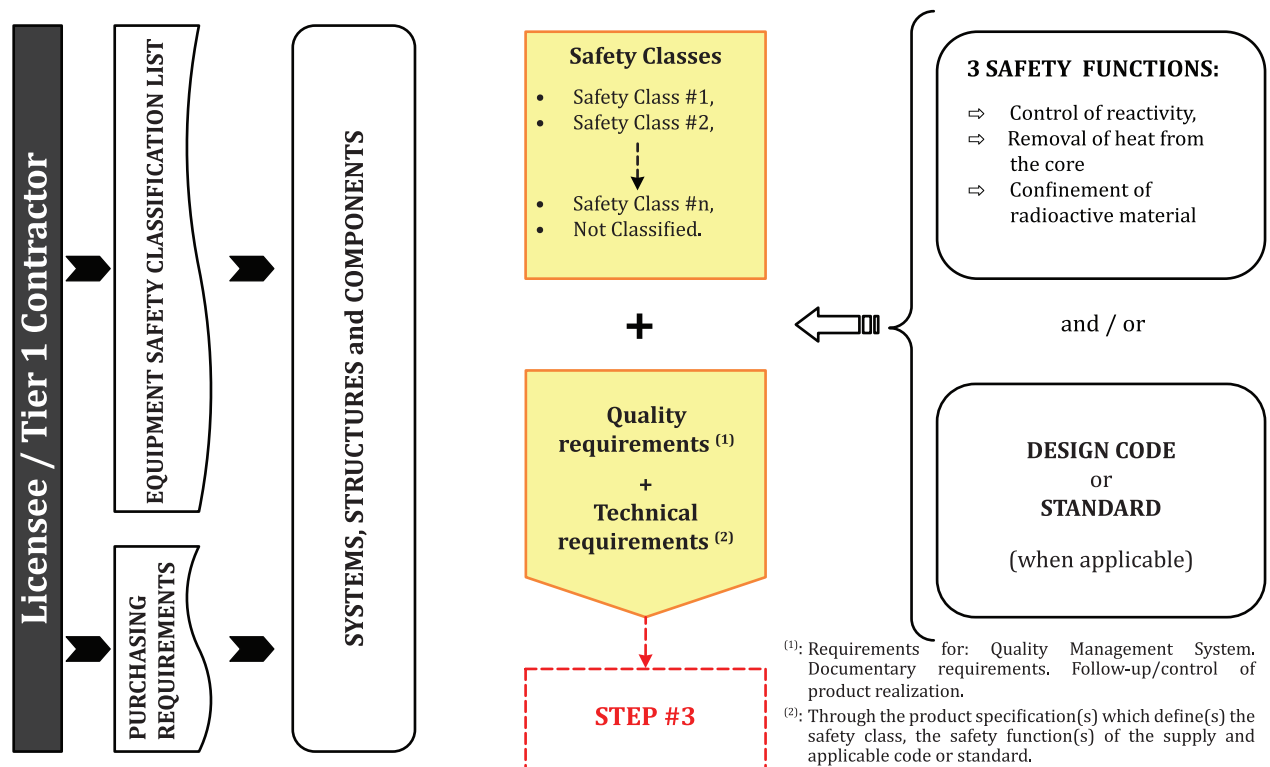 Licensee / Tier 1 Contractor
EQUIPMENT SAFETY CLASSIFICATION LIST
PURCHASING
REQUIREMENTS
SYSTEMS, STRUCTURES and COMPONENTS
Safety Classes
• Safety Class #1,
• Safety Class #2,
• Safety Class #n,
• Not Classified.
+
Quality
requirements (1)
+
Technical
requirements (2)
STEP #3
3 SAFETY FUNCTIONS:
⇨ Control of reactivity,
⇨ Removal of heat from
the core
⇨ Confinement of
radioactive material
and / or
DESIGN CODE
or
STANDARD
(when applicable)
(1): Requirements for: Quality Management System.
Documentary requirements. Follow-up/control of
product realization.
(2): Through the product specification(s) which define(s) the
safety class, the safety function(s) of the supply and
applicable code or standard.